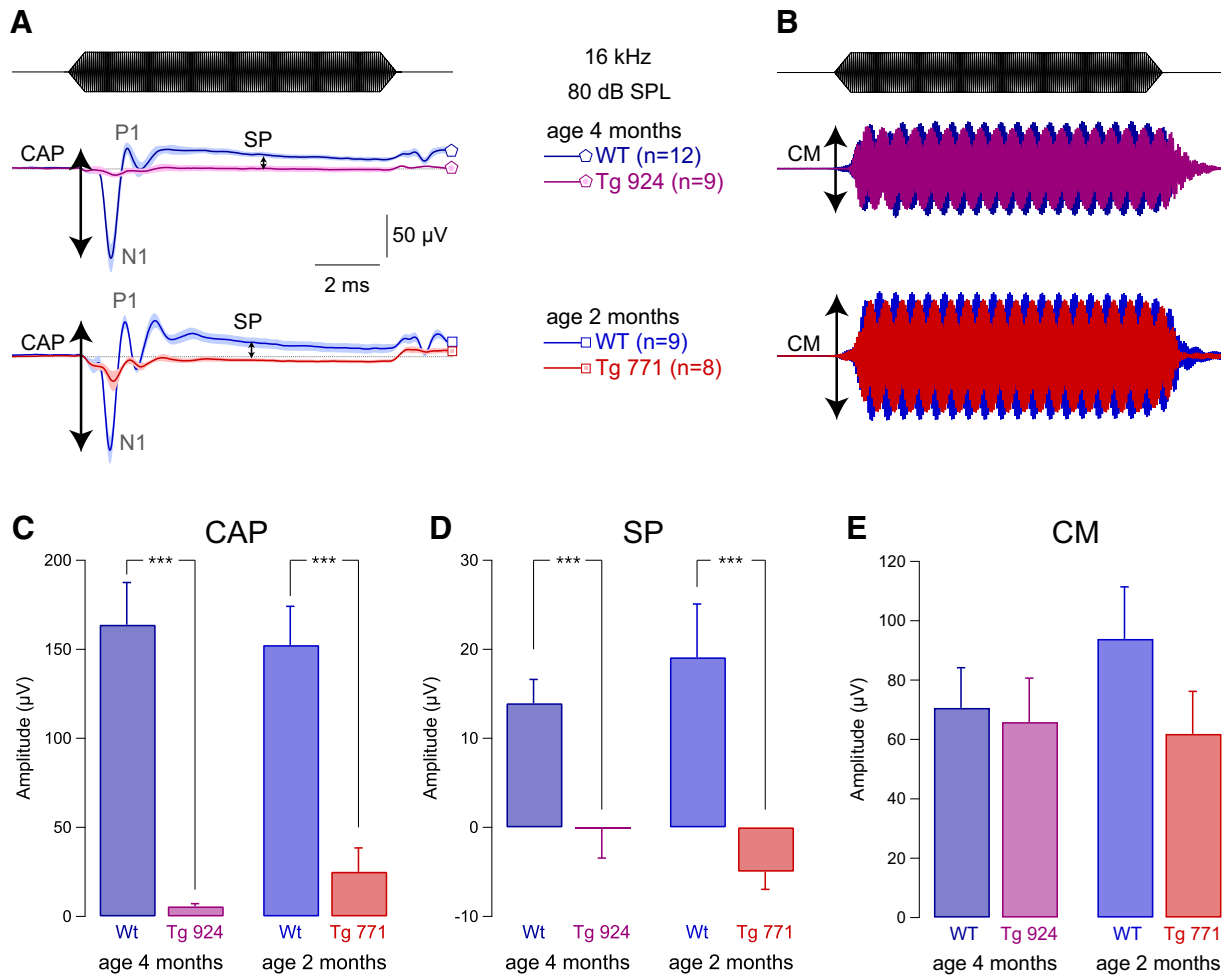 A
B
16 kHz
80 dB SPL
P1
CAP
SP
N1
50 µV
2 ms
age 4 months
WT (n=12)
Tg 924 (n=9)
CM
P1
CAP
SP
N1
age 2 months
WT (n=9)
Tg 771 (n=8)
CM
C
CAP
200
150
100
50
0
Amplitude (µV)
***
***
Wt
Tg 924
Wt
Tg 771
age 4 months
age 2 months
D
SP
30
20
10
0
-10
Amplitude (µV)
***
***
Wt
Tg 924
Wt
Tg 771
age 4 months
age 2 months
E
CM
120
100
80
60
40
20
0
Amplitude (µV)
WT
Tg 924
WT
Tg 771
age 4 months
age 2 months